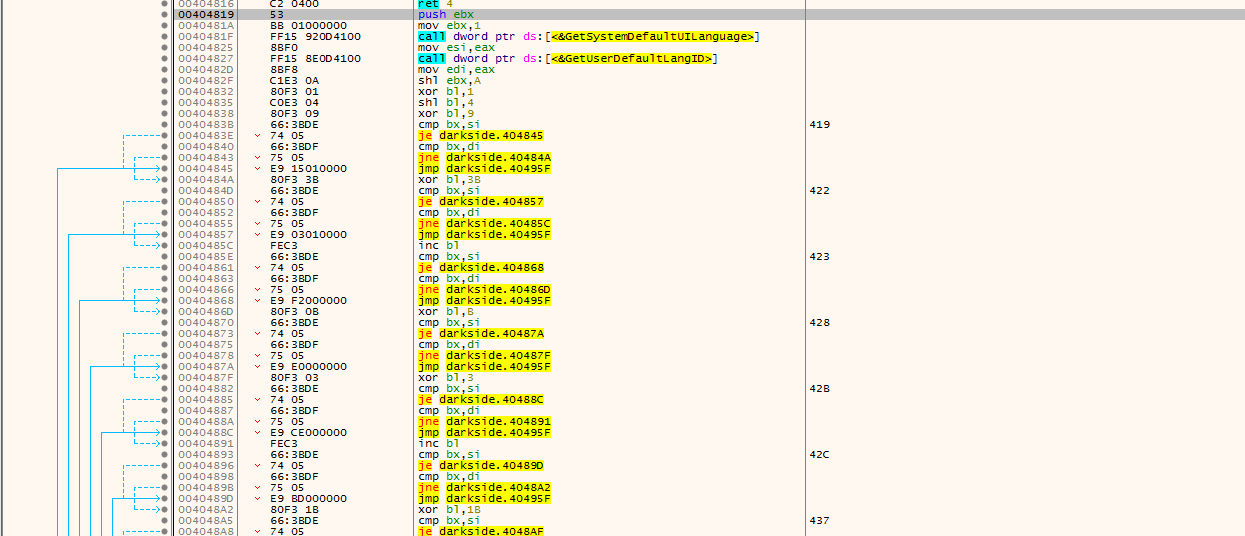 00404816 C2 0400 ret 4
00404819 53 push ebx
0040481A BB 01000000 mov ebx,1
0040481F FF15 920D4100 call dword ptr ds:[<&GetSystemDefaultUILanguage>]
00404825 8BF0 mov esi,eax
00404827 FF15 8E0D4100 call dword ptr ds:[<&GetUserDefaultLangID>]
0040482D 8BF8 mov edi,eax
0040482F C1E3 0A shl ebx,A
00404832 80F3 01 xor bl,1
00404835 C0E3 04 shl bl,4
00404838 80F3 09 xor bl,9
0040483B 66:3BDE cmp bx,si 419
0040483E 74 05 je darkside.404845
00404840 66:3BDF cmp bx,di
00404843 75 05 jne darkside.40484A
00404845 E9 15010000 jmp darkside.40495F
0040484A 80F3 3B xor bl,3B
0040484D 66:3BDE cmp bx,si 422
00404850 74 05 je darkside.404857
00404852 66:3BDF cmp bx,di
00404855 75 05 jne darkside.40485C
00404857 E9 03010000 jmp darkside.40495F
0040485C FEC3 inc bl
0040485E 66:3BDE cmp bx,si 423
00404861 74 05 je darkside.404868
00404863 66:3BDF cmp bx,di
00404866 75 05 jne darkside.40486D
00404868 E9 F2000000 jmp darkside.40495F
0040486D 80F3 0B xor bl,B
00404870 66:3BDE cmp bx,si 428
00404873 74 05 je darkside.40487A
00404875 66:3BDF cmp bx,di
00404878 75 05 jne darkside.40487F
0040487A E9 E0000000 jmp darkside.40495F
0040487F 80F3 03 xor bl,3
00404882 66:3BDE cmp bx,si 42B
00404885 74 05 je darkside.40488C
00404887 66:3BDF cmp bx,di
0040488A 75 05 jne darkside.404891
0040488C E9 CE000000 jmp darkside.40495F
00404891 FEC3 inc bl
00404893 66:3BDE cmp bx,si 42C
00404896 74 05 je darkside.40489D
00404898 66:3BDF cmp bx,di
0040489B 75 05 jne darkside.4048A2
0040489D E9 BD000000 jmp darkside.40495F
004048A2 80F3 1B xor bl,1B
004048A5 66:3BDE cmp bx,si 437
004048A8 74 05 je darkside.4048AF